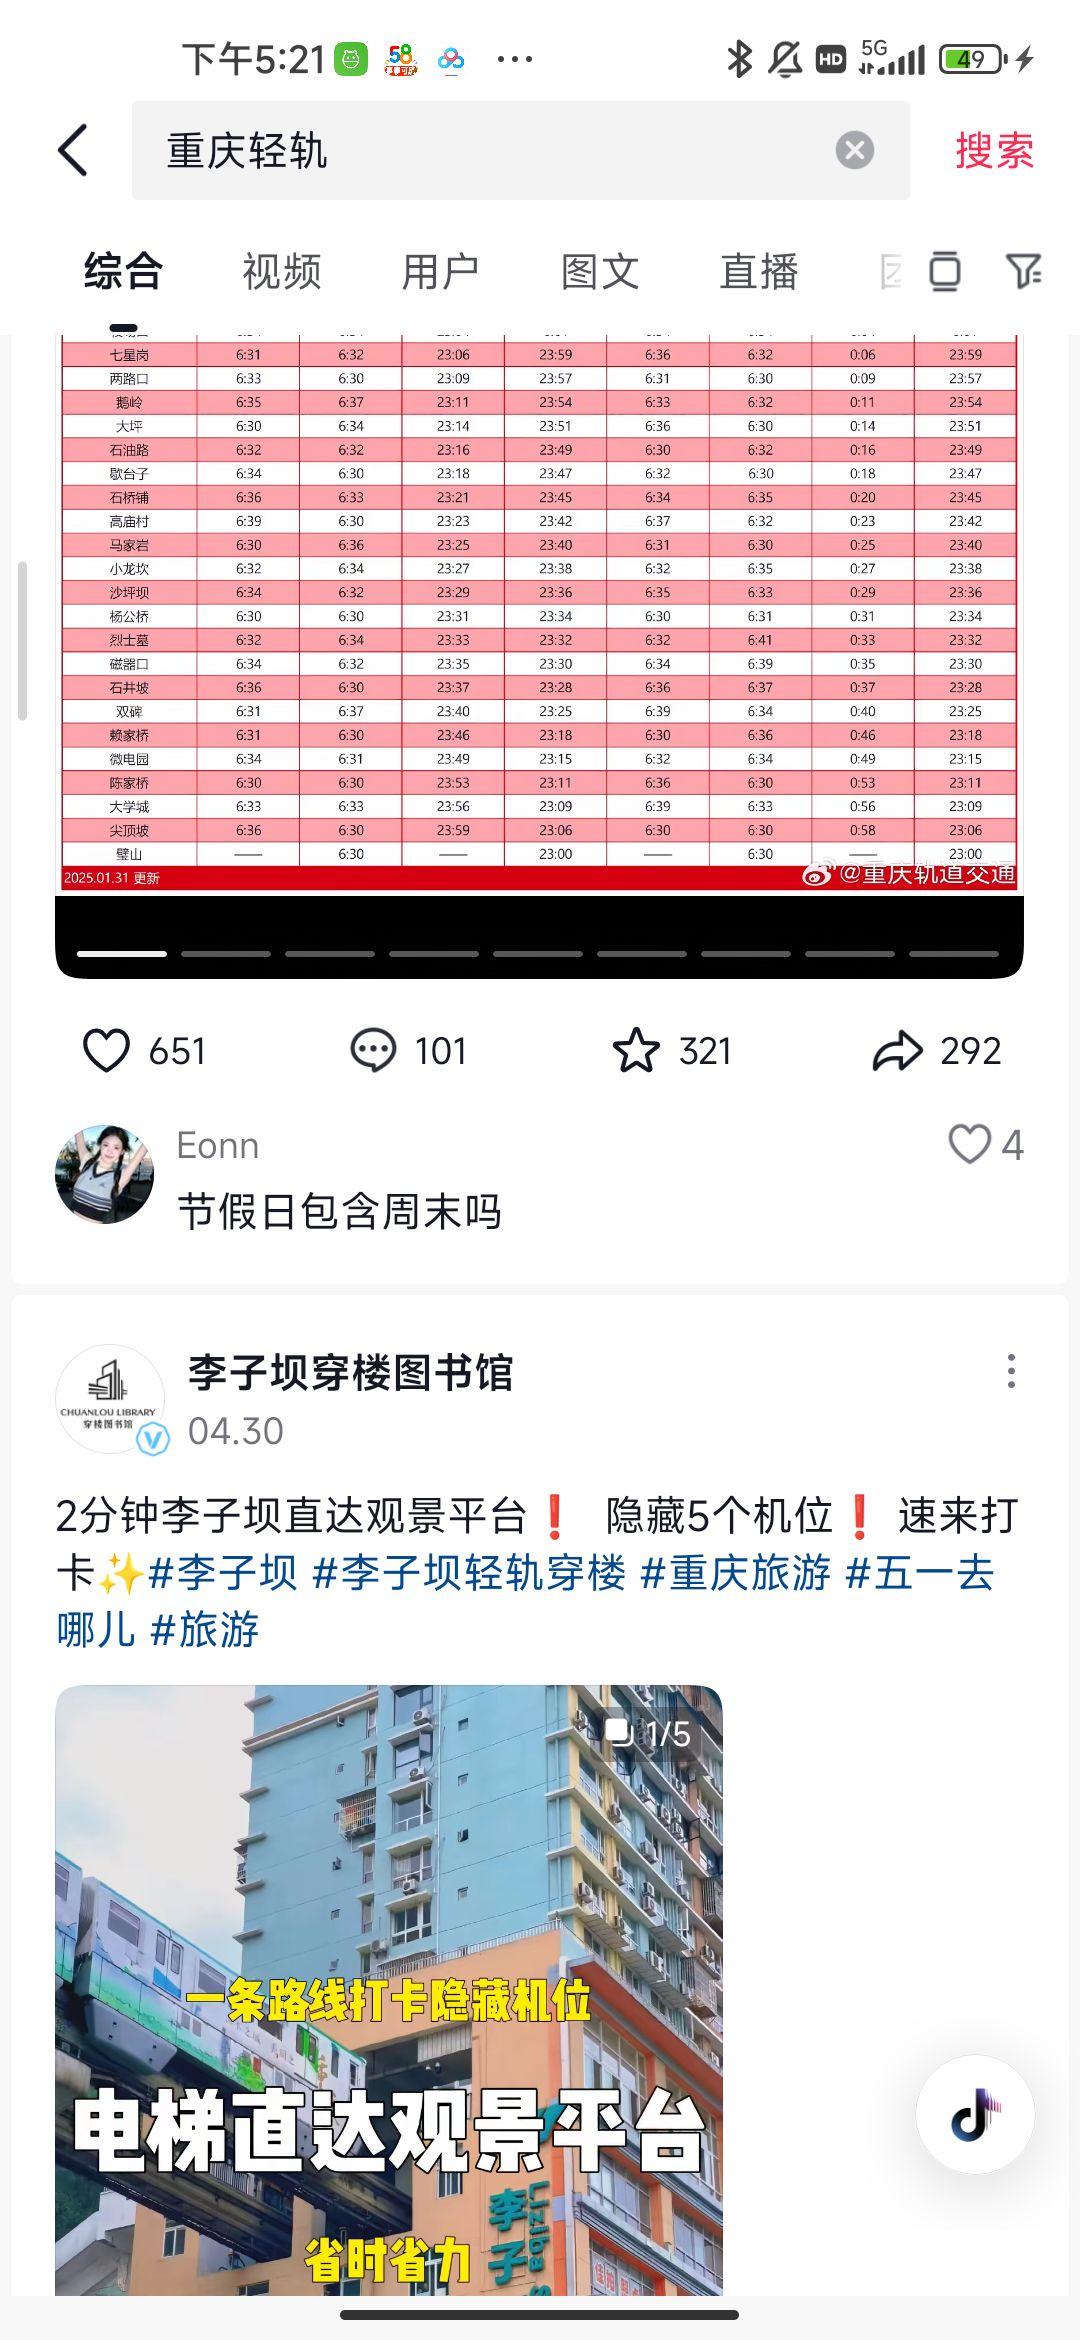 下午5:21
HD 5G 49
重庆轻轨
搜索
综合 视频 用户 图文 直播
七星岗 6:31 6:32 23:06 23:59 6:36 6:32 0:06 23:59
两路口 6:33 6:30 23:09 23:57 6:31 6:30 0:09 23:57
鹅岭 6:35 6:37 23:11 23:54 6:33 6:32 0:11 23:54
大坪 6:30 6:34 23:14 23:51 6:36 6:30 0:14 23:51
石油路 6:32 6:32 23:16 23:49 6:30 6:32 0:16 23:49
歇台子 6:34 6:30 23:18 23:47 6:32 6:30 0:18 23:47
石桥铺 6:36 6:33 23:21 23:45 6:34 6:35 0:20 23:45
高庙村 6:39 6:30 23:23 23:42 6:37 6:32 0:23 23:42
马家岩 6:30 6:36 23:25 23:40 6:31 6:30 0:25 23:40
小龙坎 6:32 6:34 23:27 23:38 6:32 6:35 0:27 23:38
沙坪坝 6:34 6:32 23:29 23:36 6:35 6:33 0:29 23:36
杨公桥 6:30 6:30 23:31 23:34 6:30 6:31 0:31 23:34
烈士墓 6:32 6:34 23:33 23:32 6:32 6:41 0:33 23:32
磁器口 6:34 6:32 23:35 23:30 6:34 6:39 0:35 23:30
石井坡 6:36 6:30 23:37 23:28 6:36 6:37 0:37 23:28
双碑 6:31 6:37 23:40 23:25 6:39 6:34 0:40 23:25
赖家桥 6:31 6:30 23:46 23:18 6:30 6:36 0:46 23:18
微电园 6:34 6:31 23:49 23:15 6:32 6:34 0:49 23:15
陈家桥 6:30 6:30 23:53 23:11 6:36 6:30 0:53 23:11
大学城 6:33 6:33 23:56 23:09 6:39 6:33 0:56 23:09
尖顶坡 6:36 6:30 23:59 23:06 6:30 6:30 0:58 23:06
璧山 —— 6:30 —— 23:00 —— 6:30 —— 23:00
2025.01.31 更新
@重庆轨道交通
651 101 321 292
Eonn
4
节假日包含周末吗
李子坝穿楼图书馆
CHUANLOU LIBRARY
穿楼图书馆
04.30
2分钟李子坝直达观景平台❗ 隐藏5个机位❗ 速来打
卡✨#李子坝 #李子坝轻轨穿楼 #重庆旅游 #五一去
哪儿 #旅游
1/5
一条路线打卡隐藏机位
电梯直达观景平台
省时省力
李子